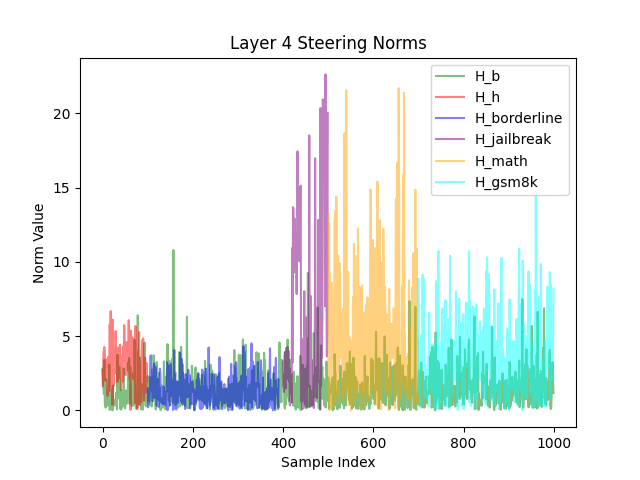 Layer 4 Steering Norms
H_b
H_h
H_borderline
H_jailbreak
H_math
H_gsm8k
Norm Value
20
15
10
5
0
0 200 400 600 800 1000
Sample Index